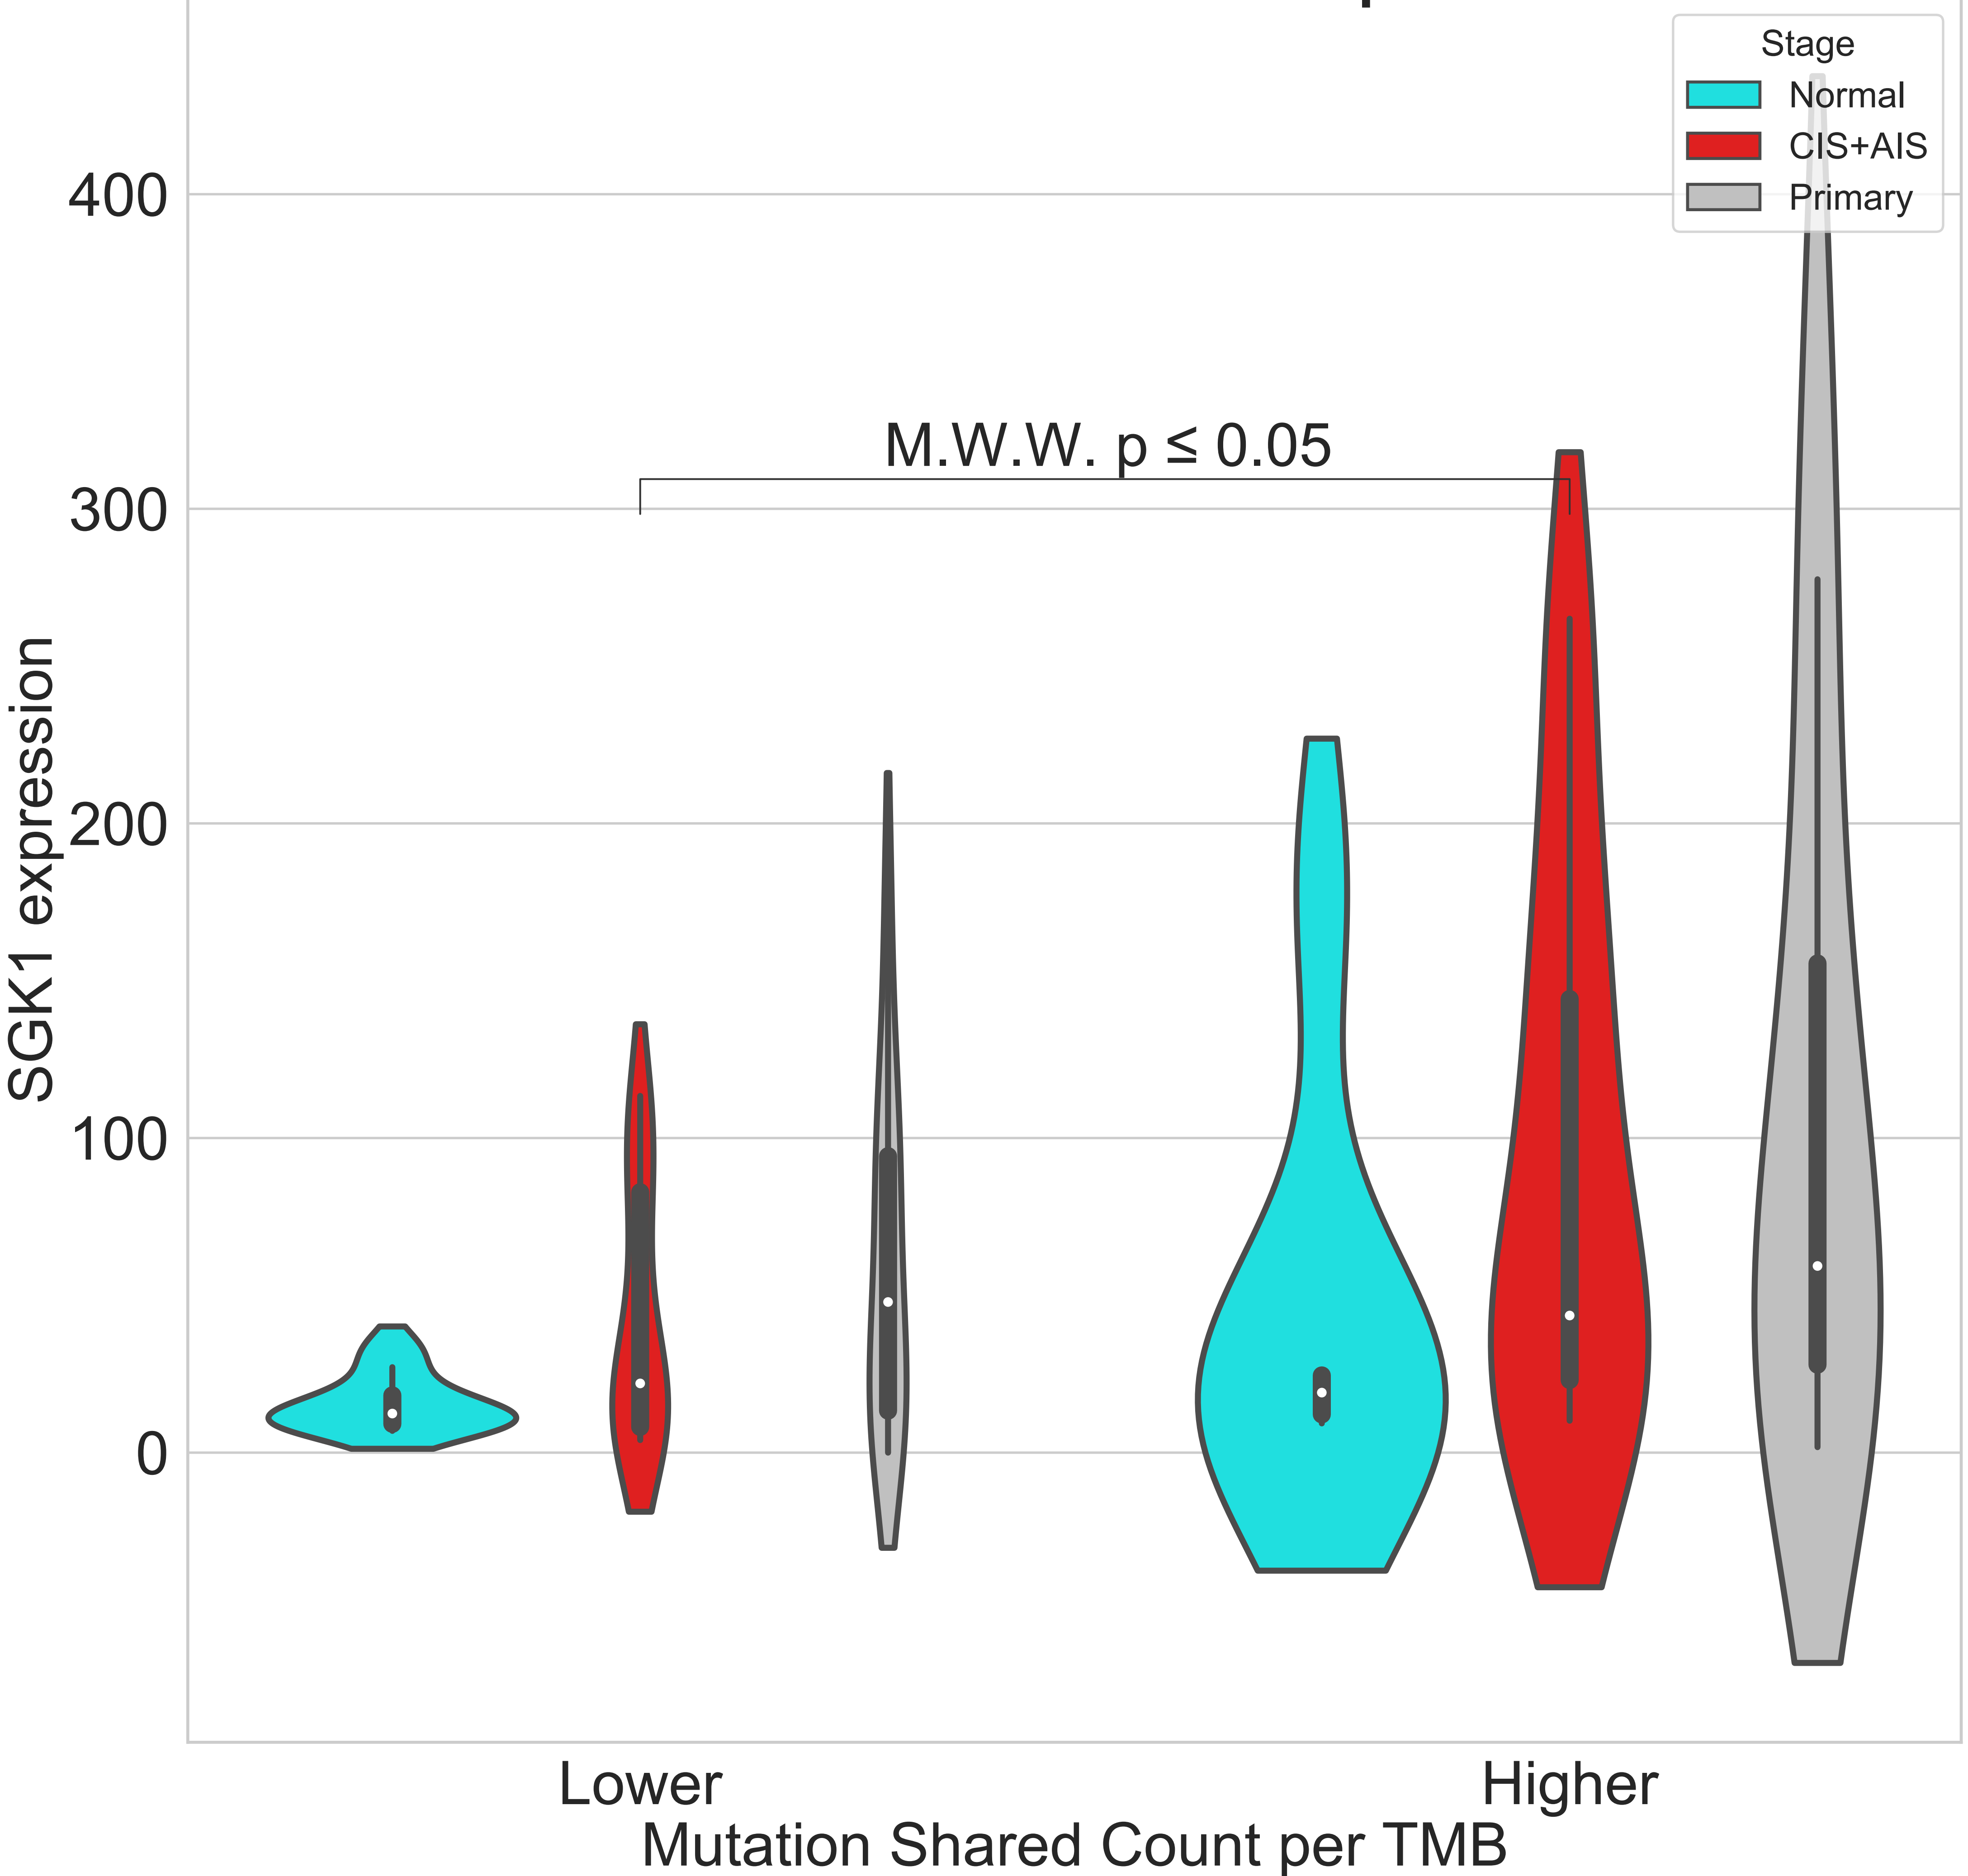 Stage
Normal
CIS+AIS
Primary
400
300
200
100
0
SGK1 expression
M.W.W. p ≤ 0.05
Lower
Higher
Mutation Shared Count per TMB